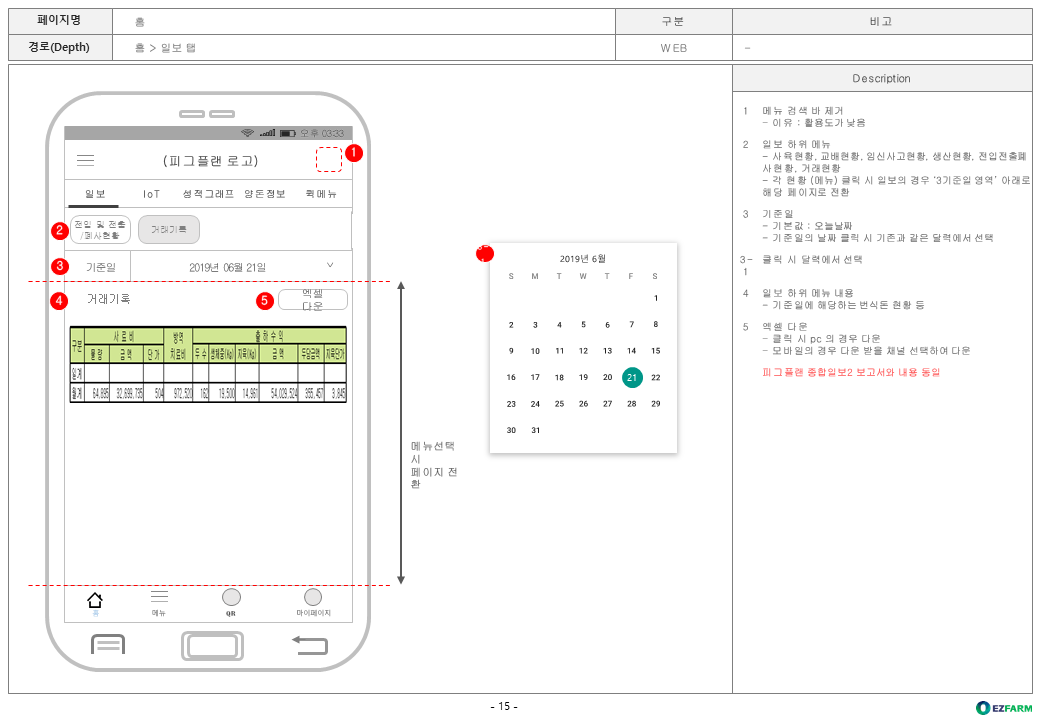 페이지명 홈 구분 비고
경로(Depth) 홈 > 일보 탭 WEB -
Description
오후 03:33
(피그플랜 로고) 1
일보 IoT 성적그래프 양돈정보 퀵메뉴
2 전입 및 전출 /폐사현황 거래기록
3 기준일 2019년 06월 21일
4 거래기록 5 엑셀 다운
구분 사료비 방역치료비 출하수익
물량 금액 단가 두수 생체중(Kg) 지육(Kg) 금액 두당금액 지육단가
일계
월계 64,895 32,699,735 504 972,520 162 19,500 14,961 54,029,524 355,457 3,845
메뉴선택
시
페이지 전
환
홈 메뉴 QR 마이페이지
2019년 6월
S M T W T F S
1
2 3 4 5 6 7 8
9 10 11 12 13 14 15
16 17 18 19 20 21 22
23 24 25 26 27 28 29
30 31
1 메뉴 검색 바 제거
- 이유 : 활용도가 낮음
2 일보 하위 메뉴
- 사육현황, 교배현황, 임신사고현황, 생산현황, 전입전출폐
사현황, 거래현황
- 각 현황 (메뉴) 클릭 시 일보의 경우 '3기준일 영역' 아래로
해당 페이지로 전환
3 기준일
- 기본값 : 오늘날짜
- 기준일의 날짜 클릭 시 기존과 같은 달력에서 선택
3-1 클릭 시 달력에서 선택
4 일보 하위 메뉴 내용
- 기준일에 해당하는 번식돈 현황 등
5 엑셀 다운
- 클릭 시 pc 의 경우 다운
- 모바일의 경우 다운 받을 채널 선택하여 다운
피그플랜 종합일보2 보고서와 내용 동일
- 15 -
EZFARM